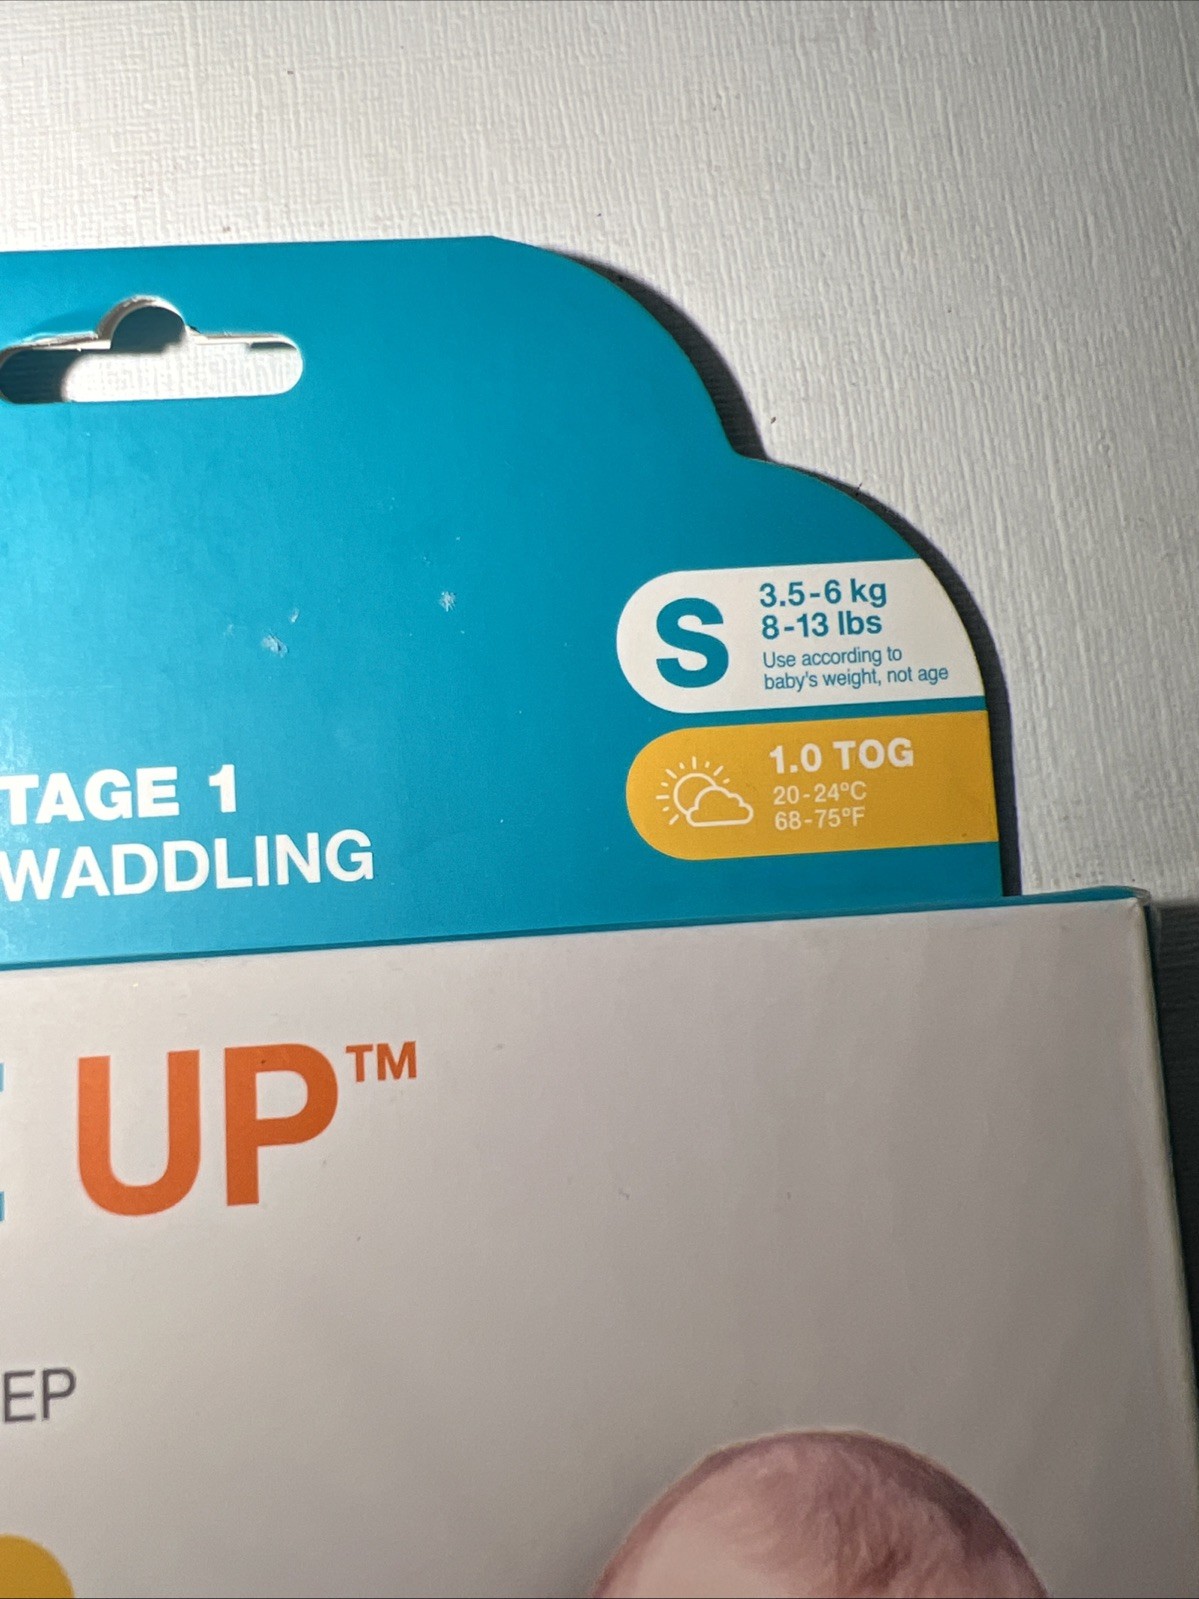 S
3.5-6 kg
8-13 lbs
Use according to
baby's weight, not age
1.0 TOG
20-24°C
68-75°F
TAGE 1
WADDLING
UP™
EP